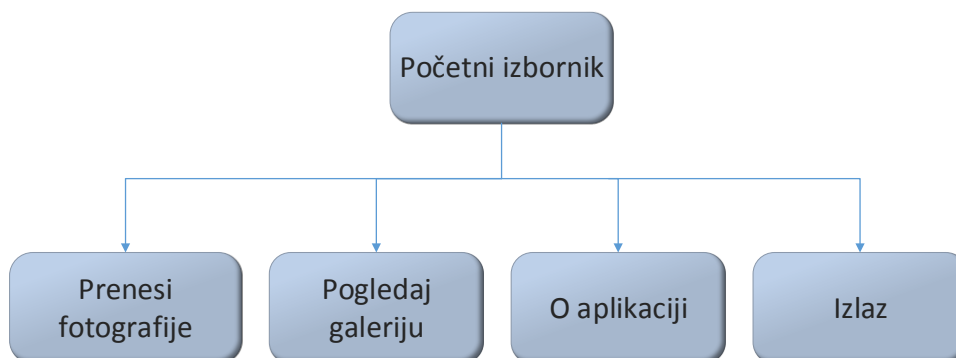 Početni izbornik
Prenesi
fotografije
Pogledaj
galeriju
O aplikaciji
Izlaz